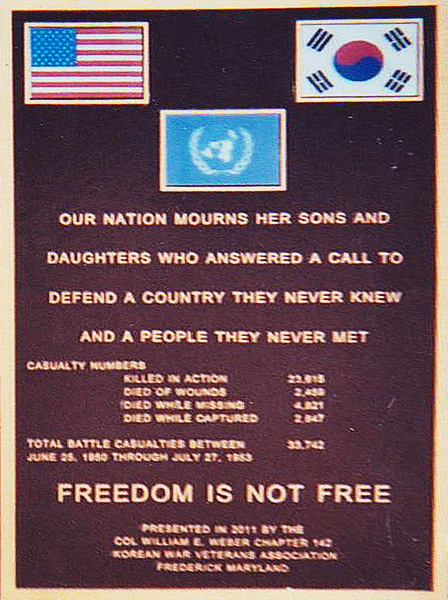 OUR NATION MOURNS HER SONS AND
DAUGHTERS WHO ANSWERED A CALL TO
DEFEND A COUNTRY THEY NEVER KNEW
AND A PEOPLE THEY NEVER MET
CASUALTY NUMBERS
KILLED IN ACTION 23,615
DIED OF WOUNDS 2,459
DIED WHILE MISSING 4,821
DIED WHILE CAPTURED 2,847
TOTAL BATTLE CASUALTIES BETWEEN 33,742
JUNE 25, 1950 THROUGH JULY 27, 1953
FREEDOM IS NOT FREE
PRESENTED IN 2011 BY THE
COL WILLIAM E. WEBER CHAPTER 142
KOREAN WAR VETERANS ASSOCIATION
FREDERICK MARYLAND